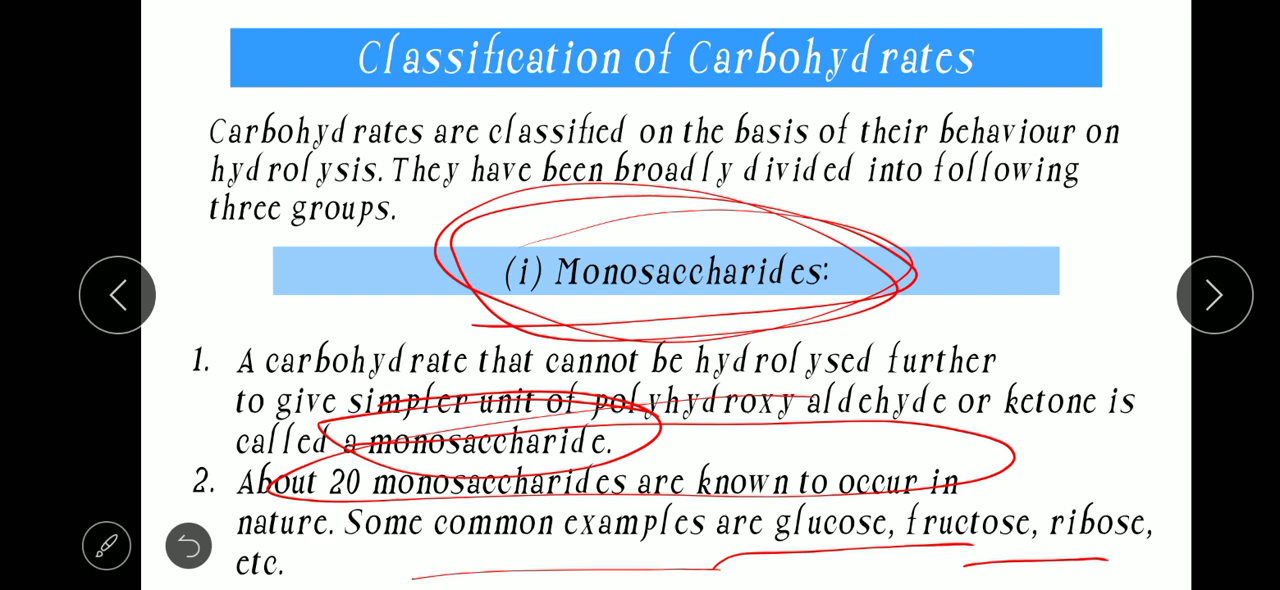 Classification of Carbohydrates
Carbohydrates are classified on the basis of their behaviour on
hydrolysis. They have been broadly divided into following
three groups.
(i) Monosaccharides:
1. A carbohydrate that cannot be hydrolysed further
to give simpler unit of polyhydroxy aldehyde or ketone is
called a monosaccharide.
2. About 20 monosaccharides are known to occur in
nature. Some common examples are glucose, fructose, ribose,
etc.